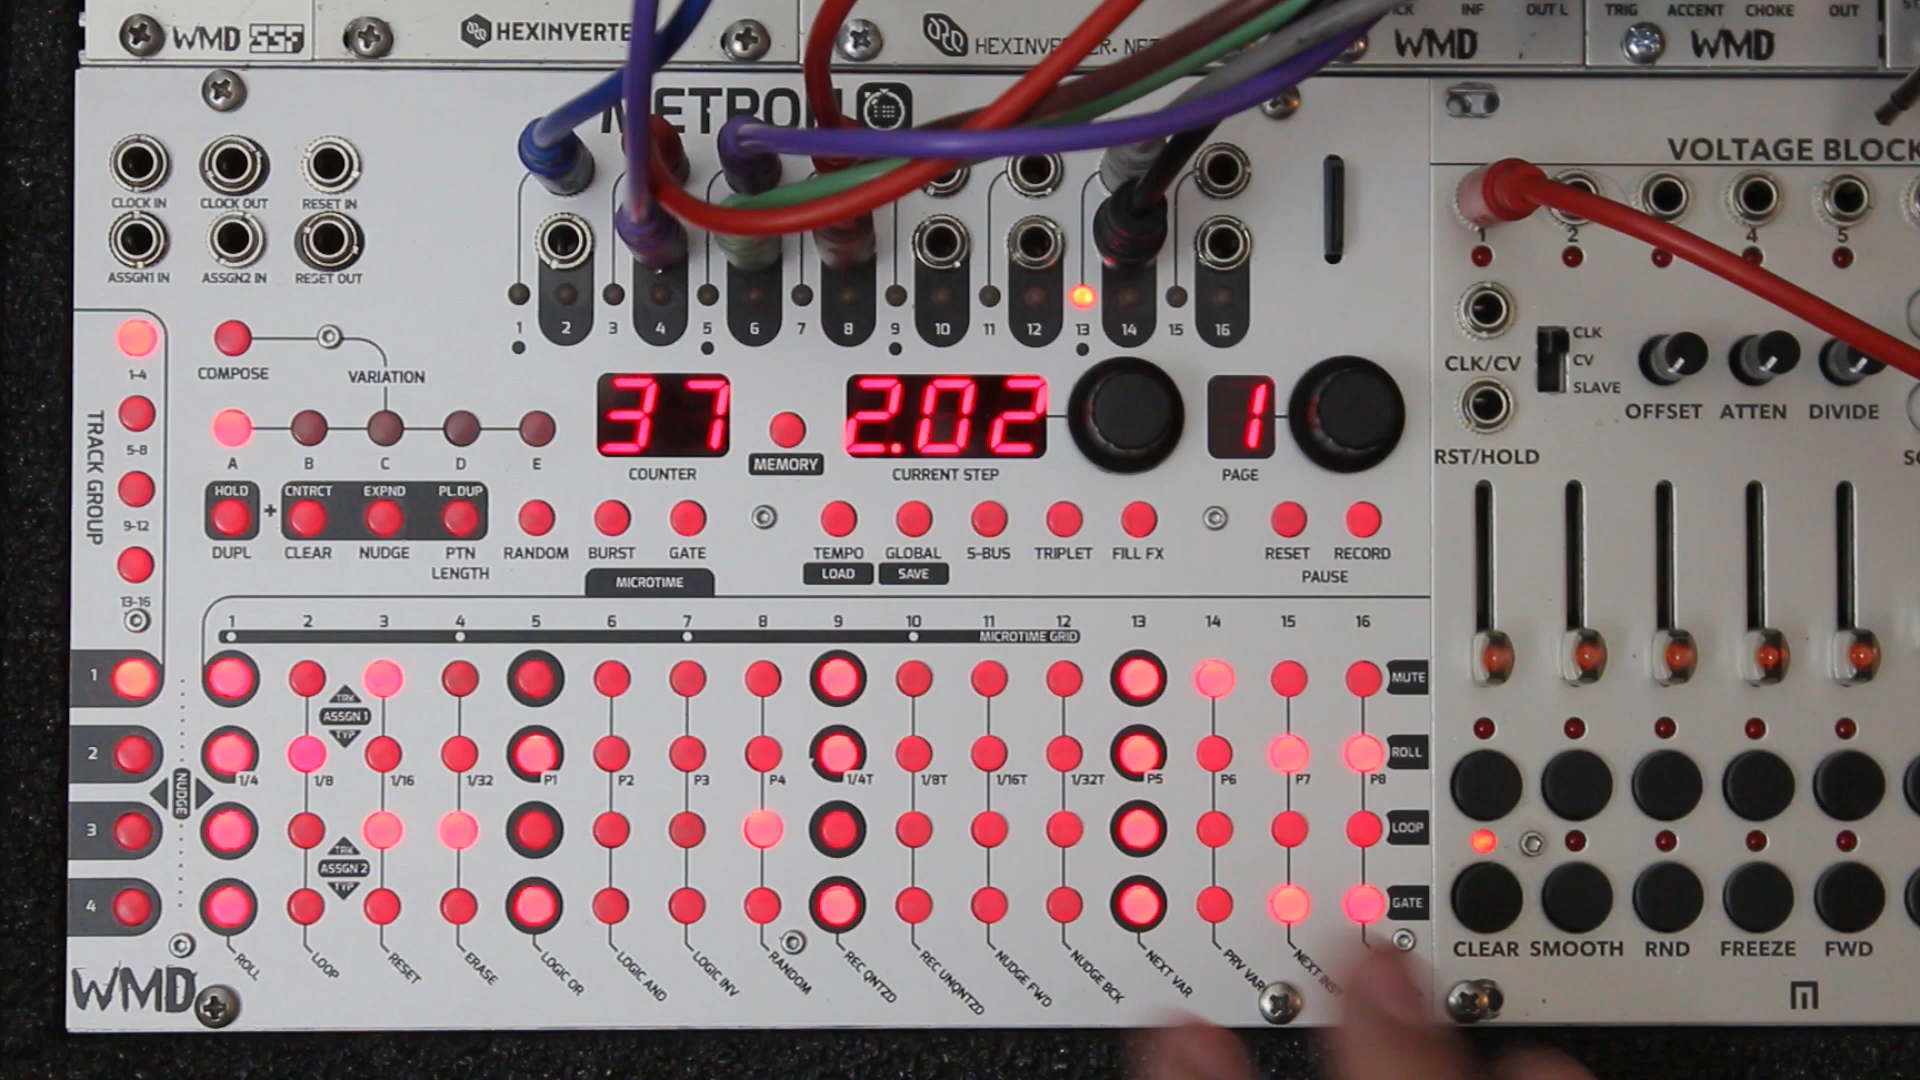 WMD SSF
HEXINVERTE
HEXINVERTER.NET
INF OUT L
WMD
TRIG ACCENT CHOKE OUT
WMD
METRON
VOLTAGE BLOCK
CLOCK IN CLOCK OUT RESET IN
ASSGN1 IN ASSGN2 IN RESET OUT
1 2 3 4 5 6 7 8 9 10 11 12 13 14 15 16
1 2 4 5
TRACK GROUP
1-4
5-8
9-12
13-16
COMPOSE
VARIATION
A B C D E
37
COUNTER
MEMORY
2.02
CURRENT STEP
1
PAGE
CLK/CV
CLK
CV
SLAVE
OFFSET ATTEN DIVIDE
RST/HOLD
HOLD + CNTRCT EXPND PL.DUP
DUPL CLEAR NUDGE PTN LENGTH RANDOM BURST GATE
MICROTIME
TEMPO GLOBAL S-BUS TRIPLET FILL FX
LOAD SAVE
RESET RECORD
PAUSE
1 2 3 4 5 6 7 8 9 10 11 12 13 14 15 16
MICROTIME GRID
1 MUTE
TRK
ASSGN 1
TYP
2 ROLL
1/4 1/8 1/16 1/32 P1 P2 P3 P4 1/4T 1/8T 1/16T 1/32T P5 P6 P7 P8
NUDGE
3 LOOP
TRK
ASSGN 2
TYP
4 GATE
ROLL LOOP RESET ERASE LOGIC OR LOGIC AND LOGIC INV RANDOM REC QNTZD REC UNQNTZD NUDGE FWD NUDGE BCK NEXT VAR PRV VAR NEXT INST
WMD
CLEAR SMOOTH RND FREEZE FWD